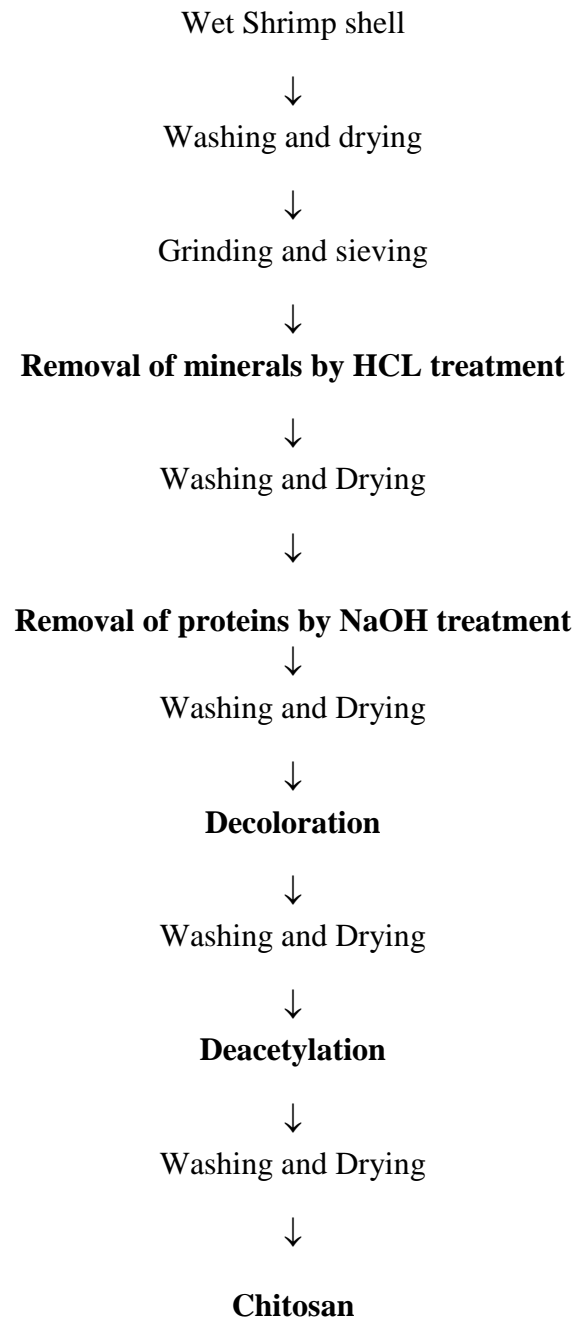 Wet Shrimp shell
↓
Washing and drying
↓
Grinding and sieving
↓
Removal of minerals by HCL treatment
↓
Washing and Drying
↓
Removal of proteins by NaOH treatment
↓
Washing and Drying
↓
Decoloration
↓
Washing and Drying
↓
Deacetylation
↓
Washing and Drying
↓
Chitosan